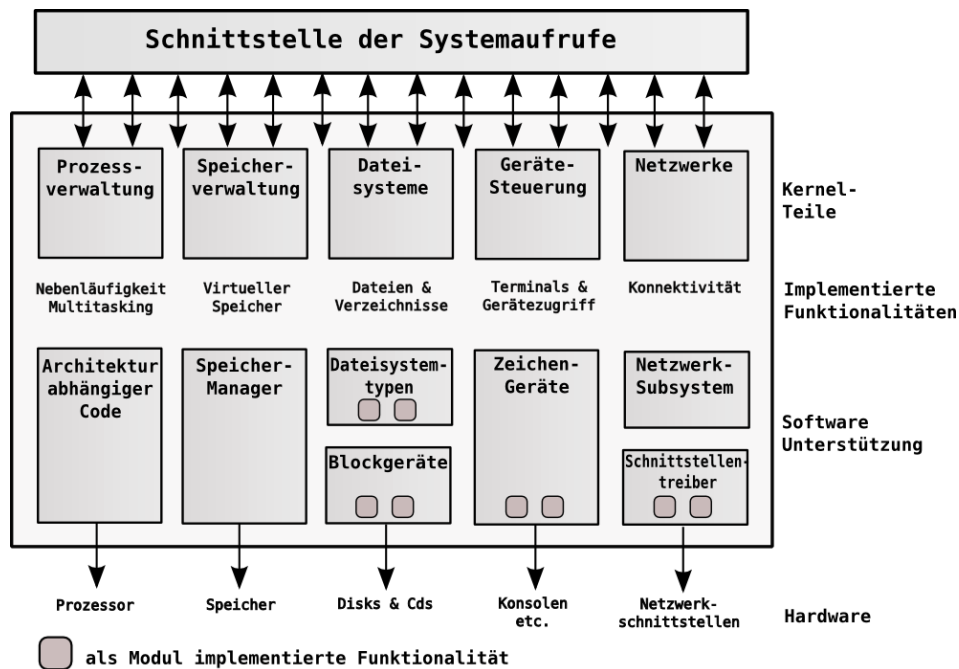 Schnittstelle der Systemaufrufe
Prozess-
verwaltung
Speicher-
verwaltung
Datei-
systeme
Geräte-
Steuerung
Netzwerke
Kernel-
Teile
Nebenläufigkeit
Multitasking
Virtueller
Speicher
Dateien &
Verzeichnisse
Terminals &
Gerätezugriff
Konnektivität
Implementierte
Funktionalitäten
Architektur
abhängiger
Code
Speicher-
Manager
Dateisystem-
typen
Blockgeräte
Zeichen-
Geräte
Netzwerk-
Subsystem
Schnittstellen-
treiber
Software
Unterstützung
Prozessor
Speicher
Disks & Cds
Konsolen
etc.
Netzwerk-
schnittstellen
Hardware
als Modul implementierte Funktionalität